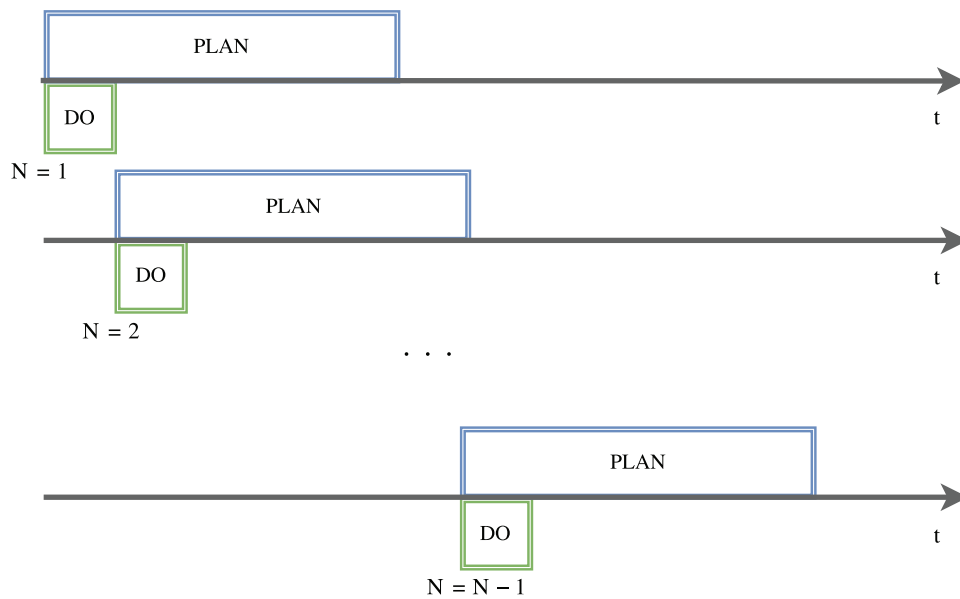 PLAN
DO
t
N = 1
PLAN
DO
t
N = 2
. . .
PLAN
DO
t
N = N − 1